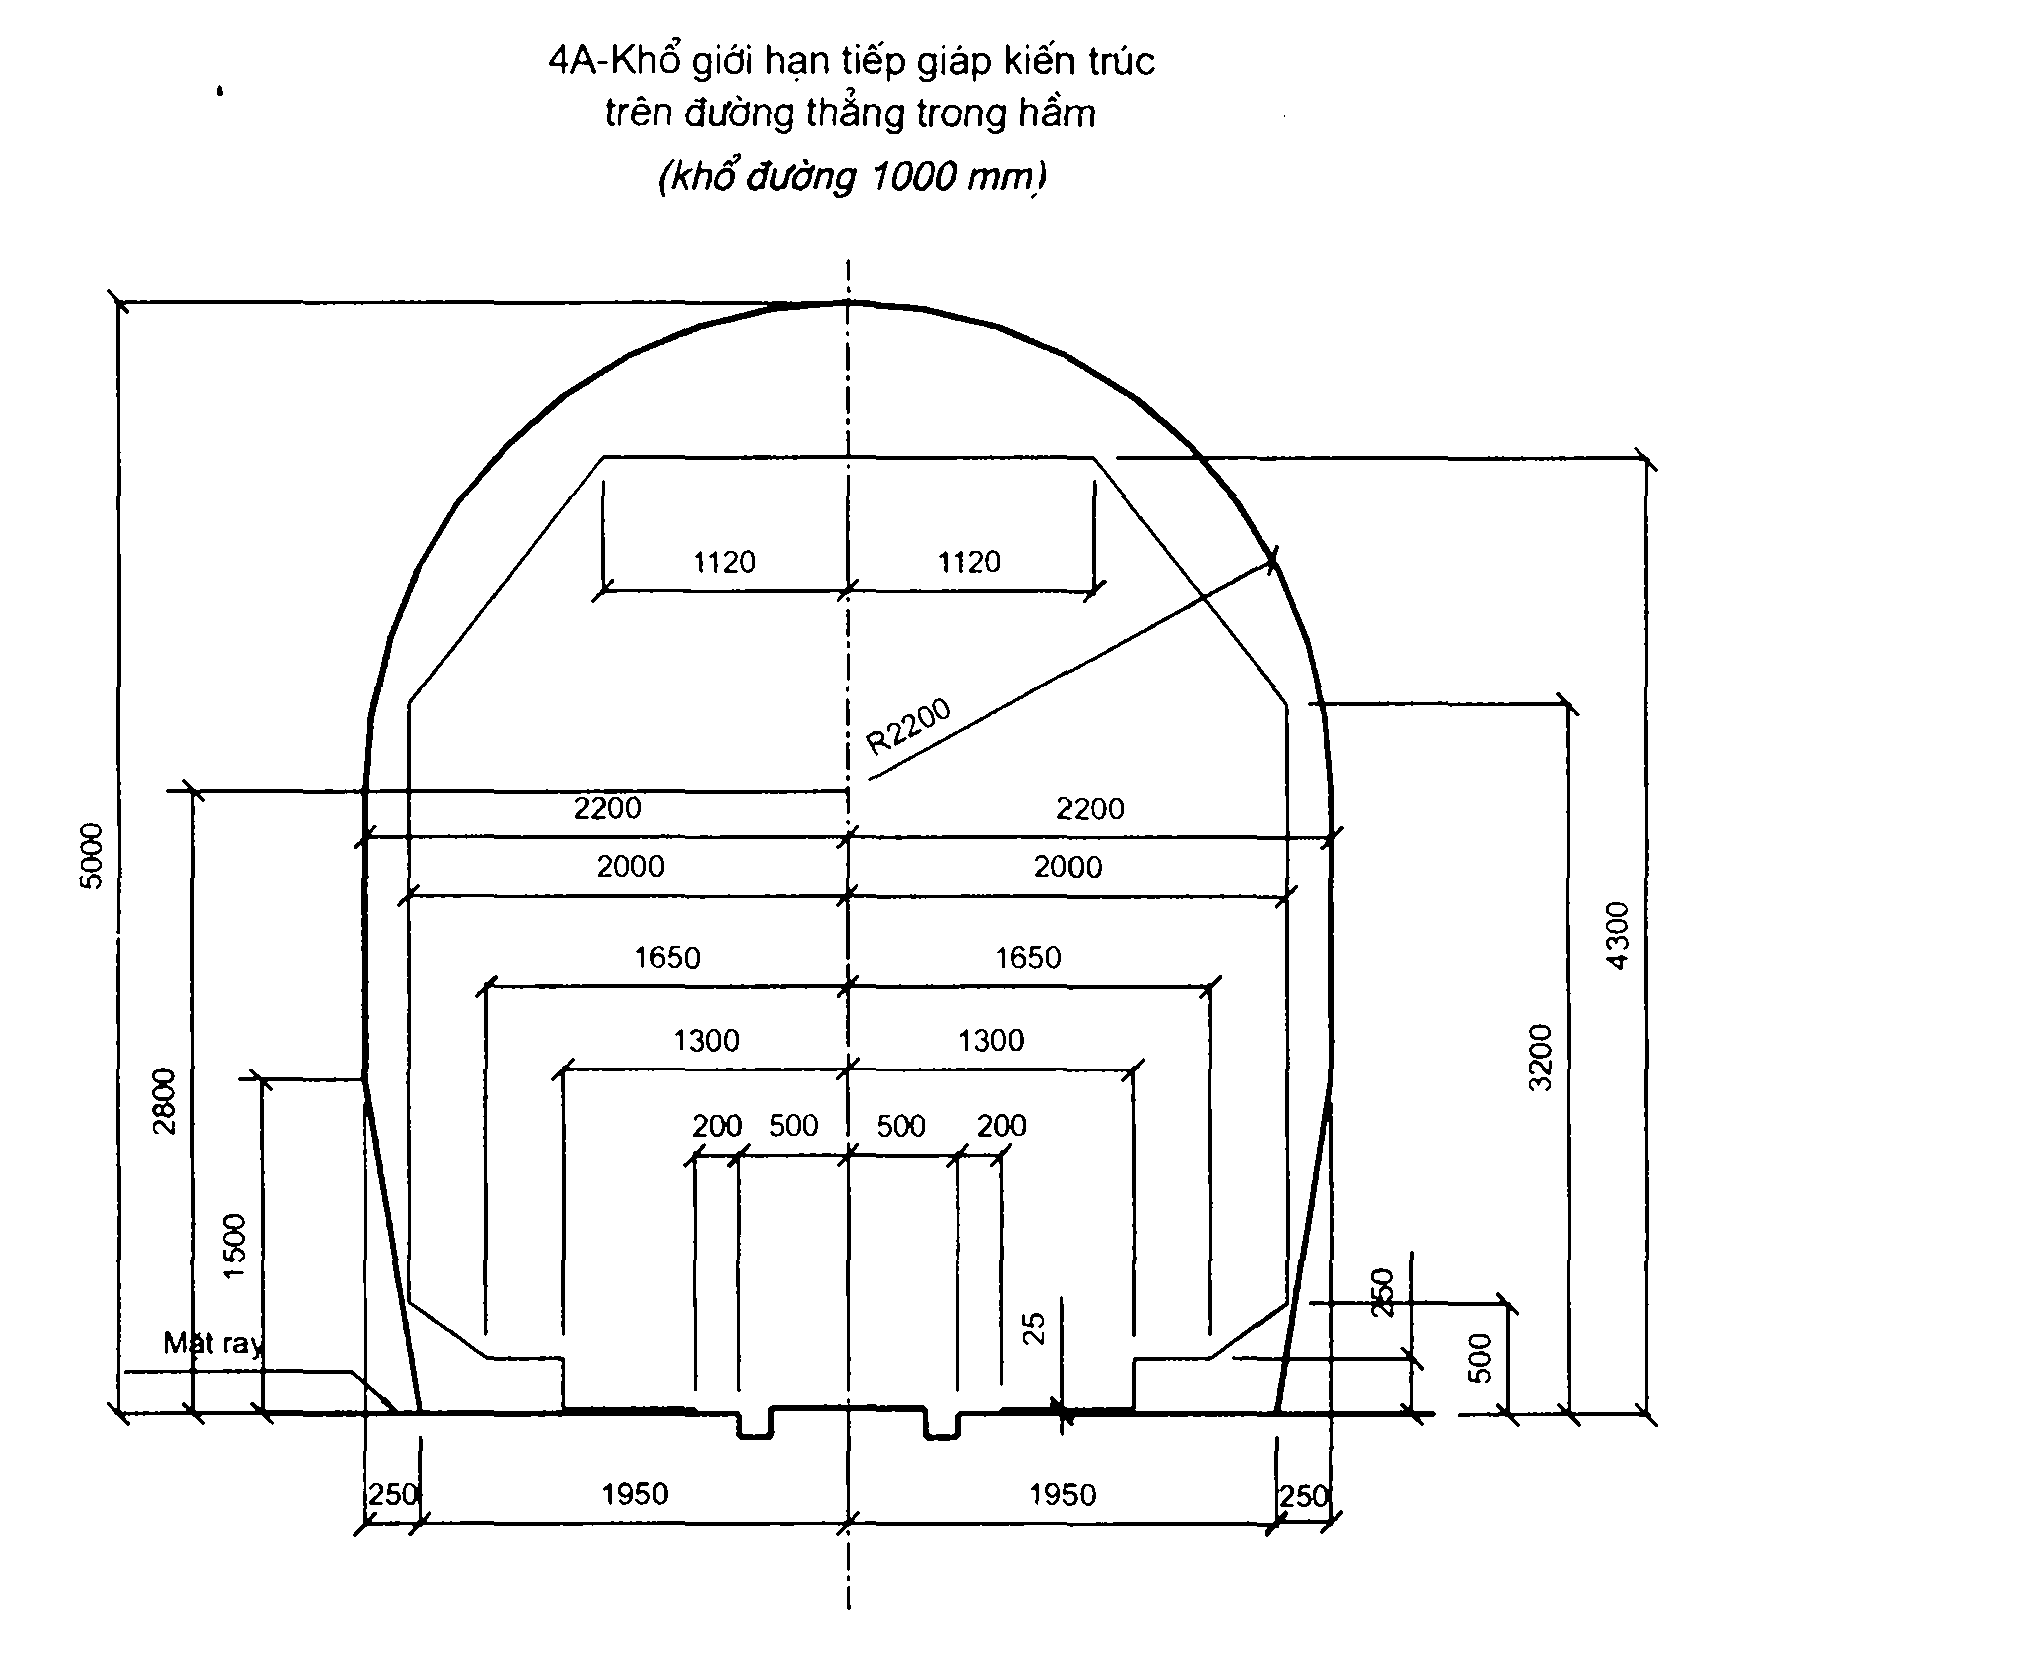 4A-Khổ giới hạn tiếp giáp kiến trúc
trên đường thẳng trong hầm
(khổ đường 1000 mm)
1120 1120
R2200
2200 2200
5000
2000 2000
4300
1650 1650
1300 1300
3200
2800
200 500 500 200
1500
250
25
Mặt ray
500
250 1950 1950 250